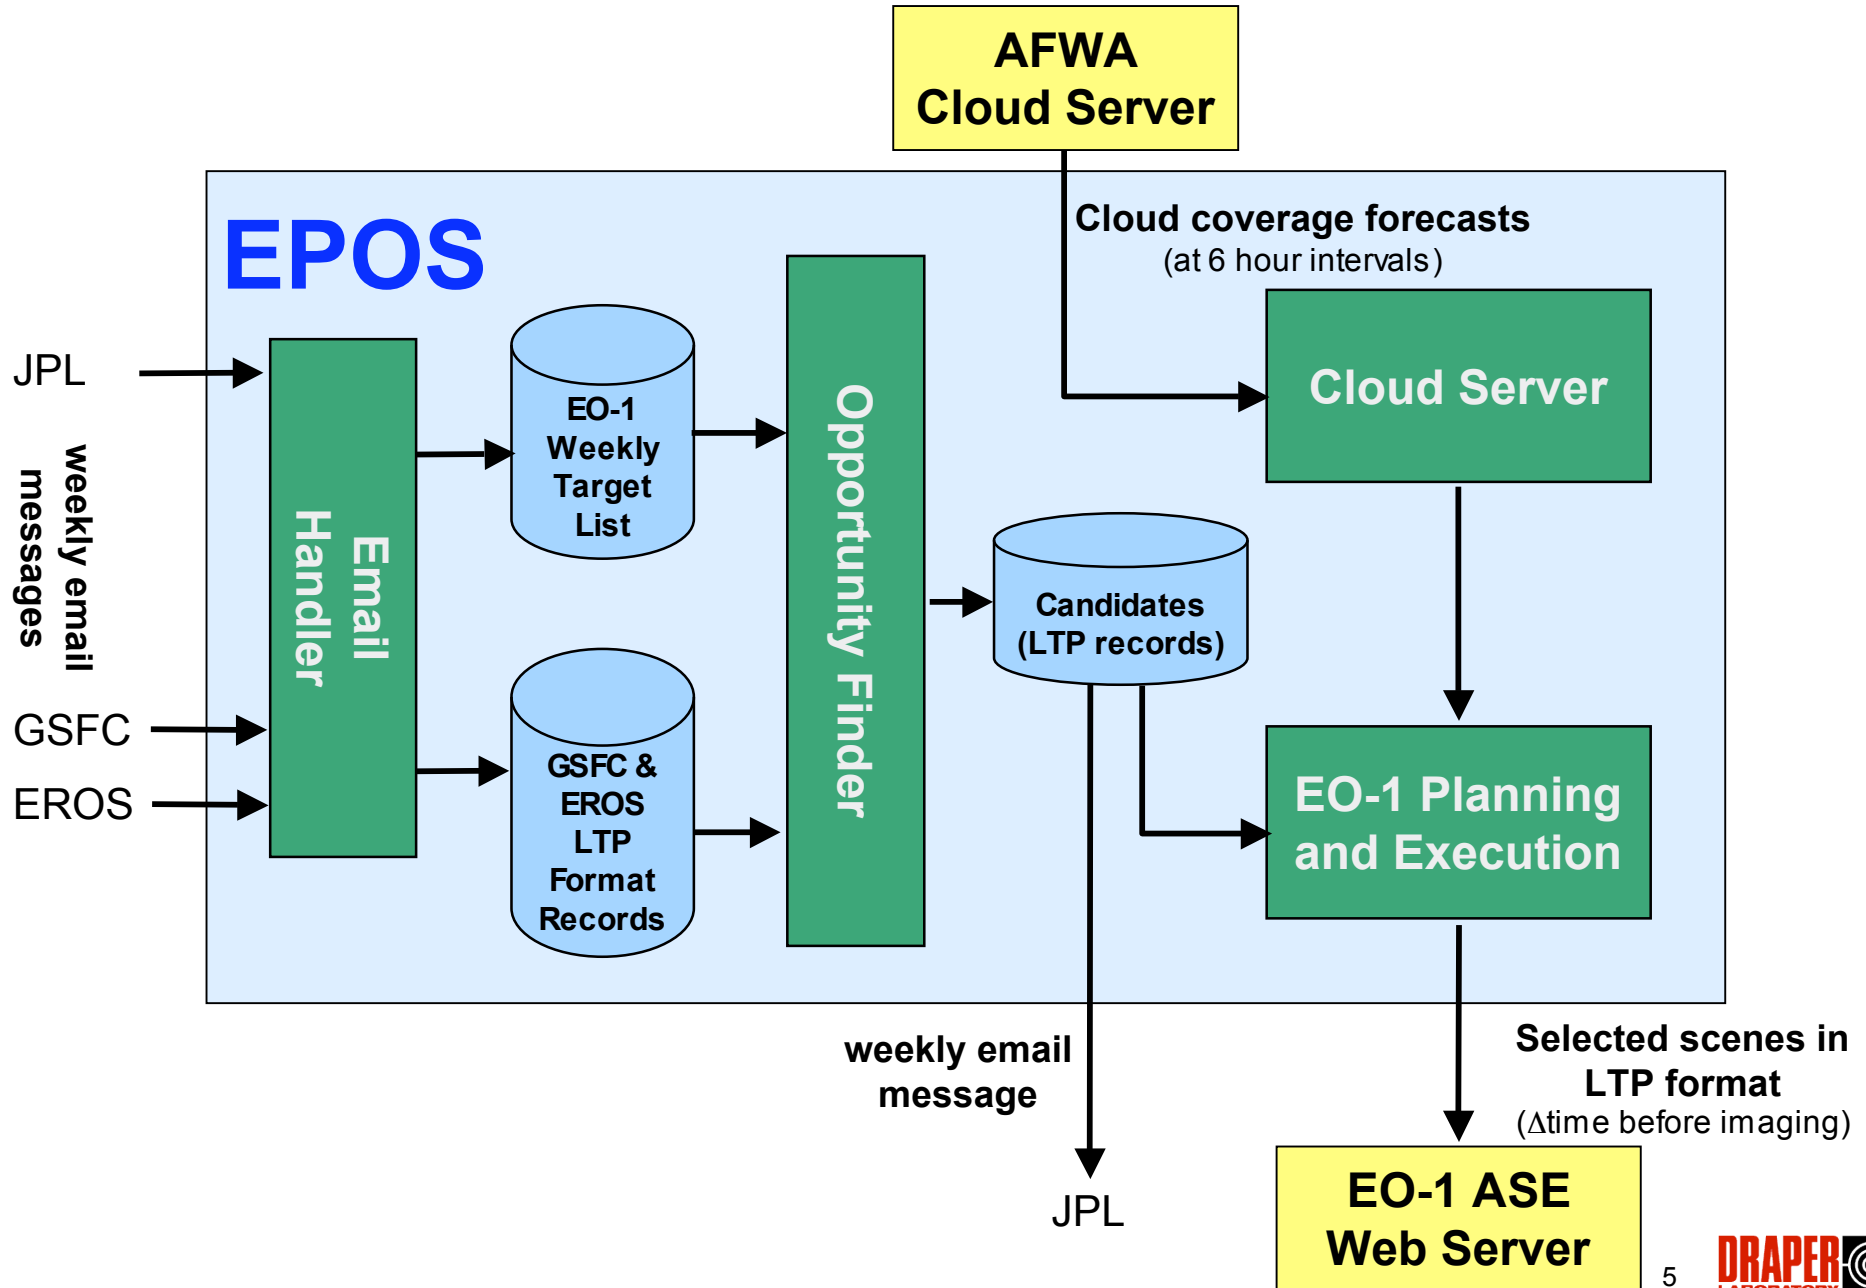 AFWA
Cloud Server
EPOS
Cloud coverage forecasts
(at 6 hour intervals)
JPL
weekly email
messages
GSFC
EROS
Email
Handler
EO-1
Weekly
Target
List
GSFC &
EROS
LTP
Format
Records
Opportunity Finder
Candidates
(LTP records)
Cloud Server
EO-1 Planning
and Execution
weekly email
message
JPL
Selected scenes in
LTP format
(Δtime before imaging)
EO-1 ASE
Web Server
5
DRAPER
LABORATORY